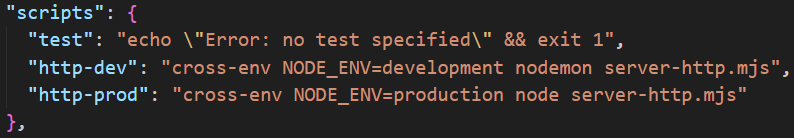 "scripts": {
"test": "echo \"Error: no test specified\" && exit 1",
"http-dev": "cross-env NODE_ENV=development nodemon server-http.mjs",
"http-prod": "cross-env NODE_ENV=production node server-http.mjs"
},